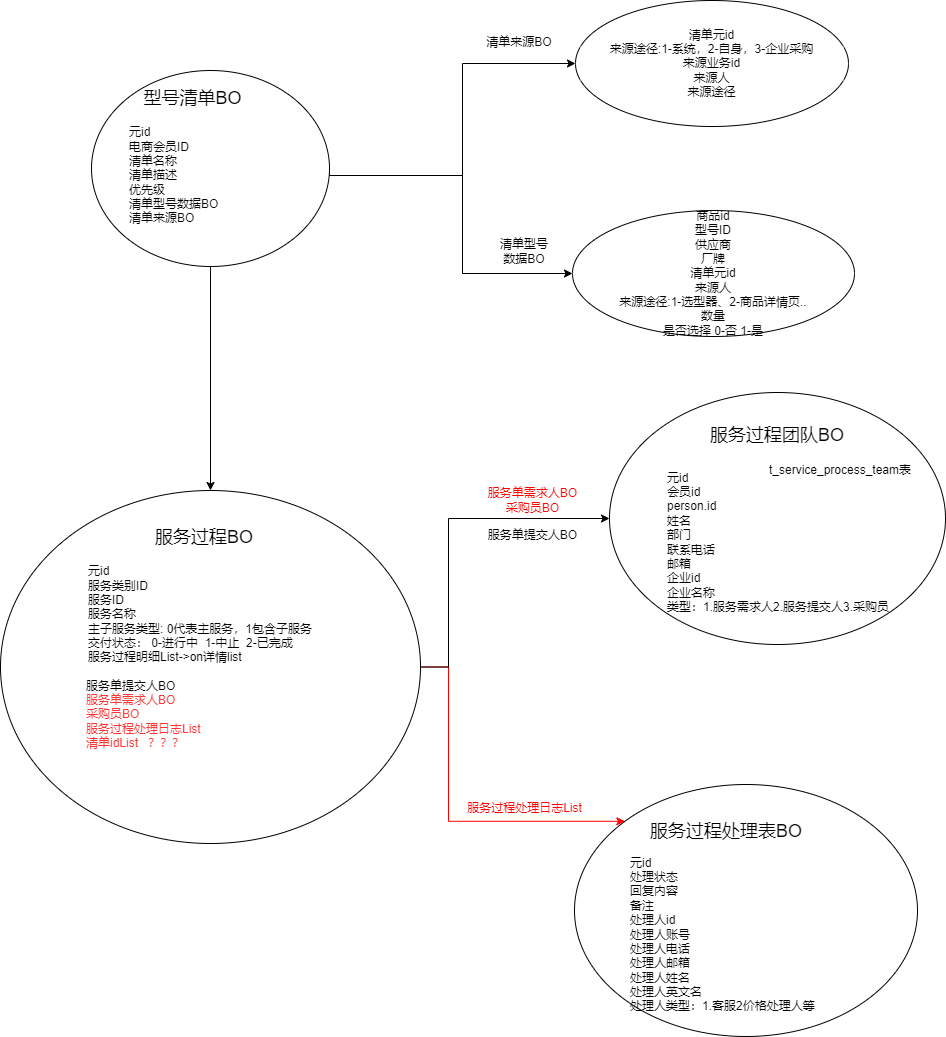 清单来源BO
清单元id
来源途径:1-系统，2-自身，3-企业采购
来源业务id
来源人
来源途径
型号清单BO
元id
电商会员ID
清单名称
清单描述
优先级
清单型号数据BO
清单来源BO
清单型号
数据BO
商品id
型号ID
供应商
厂牌
清单元id
来源人
来源途径:1-选型器、2-商品详情页..
数量
是否选择 0-否 1-是
服务过程团队BO
t_service_process_team表
元id
会员id
person.id
姓名
部门
联系电话
邮箱
企业id
企业名称
类型：1.服务需求人2.服务提交人3.采购员
服务单需求人BO
采购员BO
服务单提交人BO
服务过程BO
元id
服务类别ID
服务ID
服务名称
主子服务类型: 0代表主服务，1包含子服务
交付状态： 0-进行中 1-中止 2-已完成
服务过程明细List->on详情list
服务单提交人BO
服务单需求人BO
采购员BO
服务过程处理日志List
清单idList ？？？
服务过程处理日志List
服务过程处理表BO
元id
处理状态
回复内容
备注
处理人id
处理人账号
处理人电话
处理人邮箱
处理人姓名
处理人英文名
处理人类型：1.客服2价格处理人等